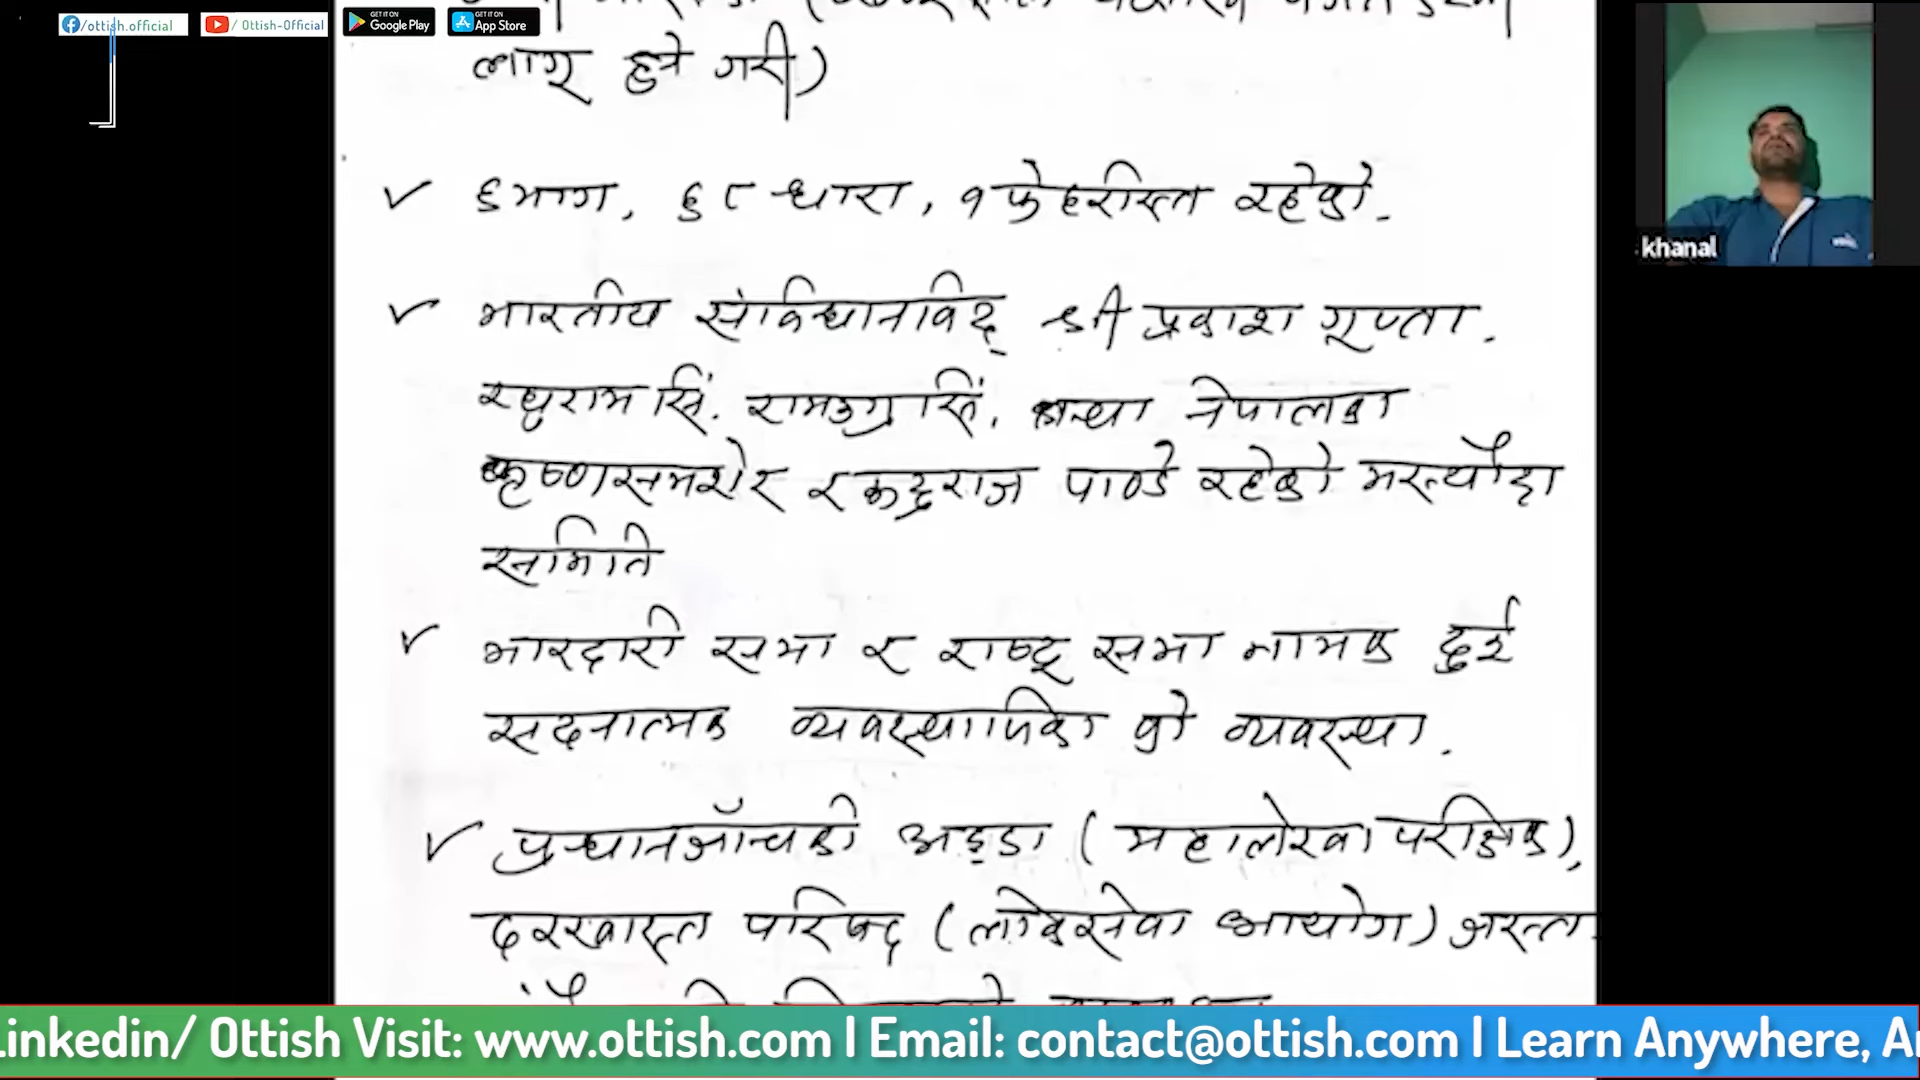 /ottish.official
/ Ottish-Official
GET IT ON
Google Play
GET IT ON
App Store
लागू हुने गरी)
६ भाग, ६८ धारा, १ फेहरीस्त रहेको.
भारतीय संविधानविद् श्री प्रकाश गुप्ता.
रघुराम सिं. रामउग्र सिं. तथा नेपालका
कृष्णसमशेर र रूद्रराज पाण्डे रहेको मस्यौदा
समिति
भारदारी सभा र राष्ट्र सभा नामक दुई
सदनात्मक व्यवस्थापिका को व्यवस्था.
प्रधानजाँचकी अड्डा (महालेखा परीक्षक),
दरखास्त परिषद (लोकसेवा आयोग) जस्ता
khanal
Linkedin/ Ottish Visit: www.ottish.com | Email: contact@ottish.com | Learn Anywhere, A